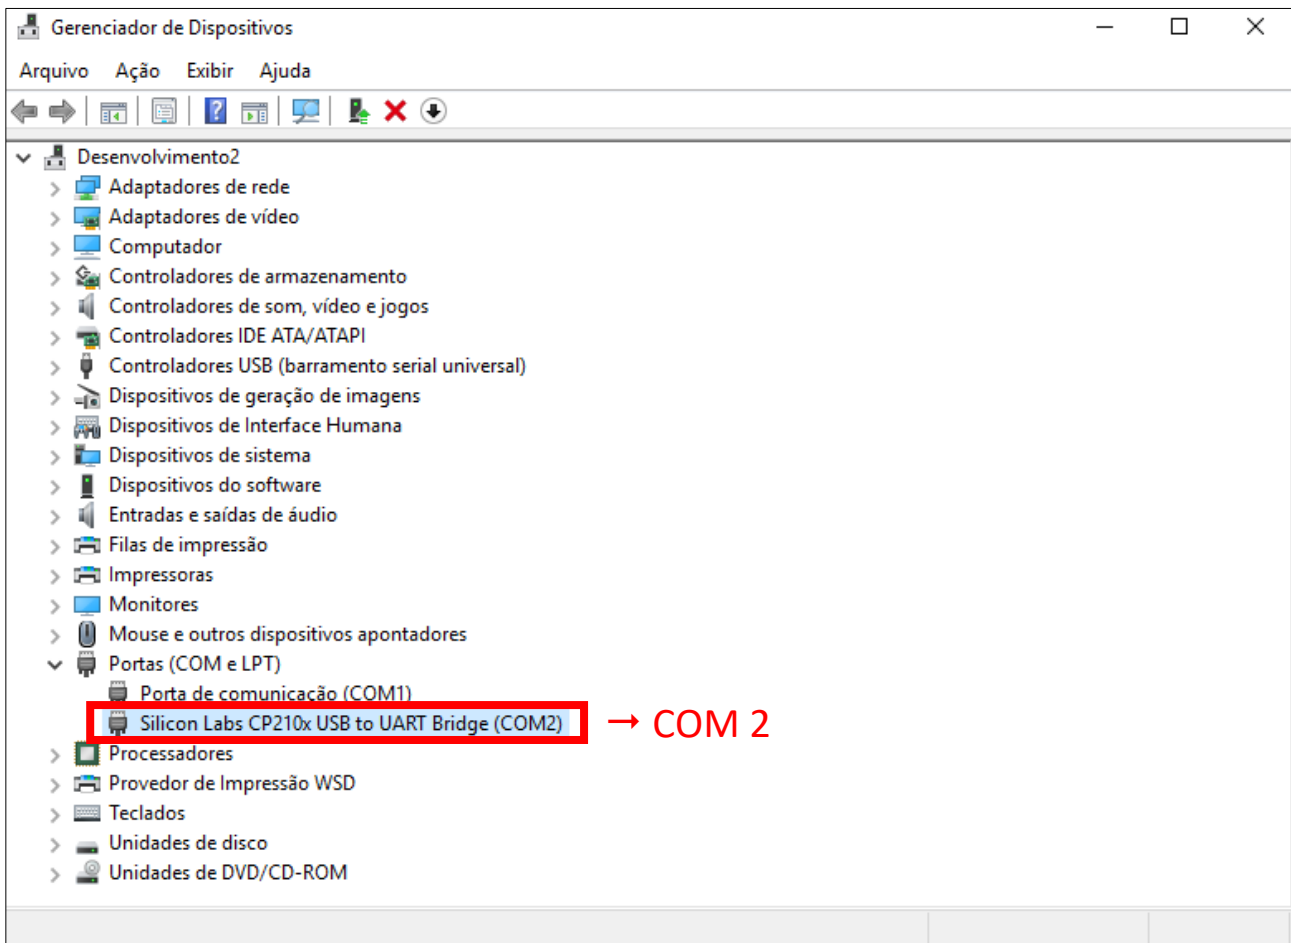 Gerenciador de Dispositivos
Arquivo Ação Exibir Ajuda
Desenvolvimento2
Adaptadores de rede
Adaptadores de vídeo
Computador
Controladores de armazenamento
Controladores de som, vídeo e jogos
Controladores IDE ATA/ATAPI
Controladores USB (barramento serial universal)
Dispositivos de geração de imagens
Dispositivos de Interface Humana
Dispositivos de sistema
Dispositivos do software
Entradas e saídas de áudio
Filas de impressão
Impressoras
Monitores
Mouse e outros dispositivos apontadores
Portas (COM e LPT)
Porta de comunicação (COM1)
Silicon Labs CP210x USB to UART Bridge (COM2) → COM 2
Processadores
Provedor de Impressão WSD
Teclados
Unidades de disco
Unidades de DVD/CD-ROM